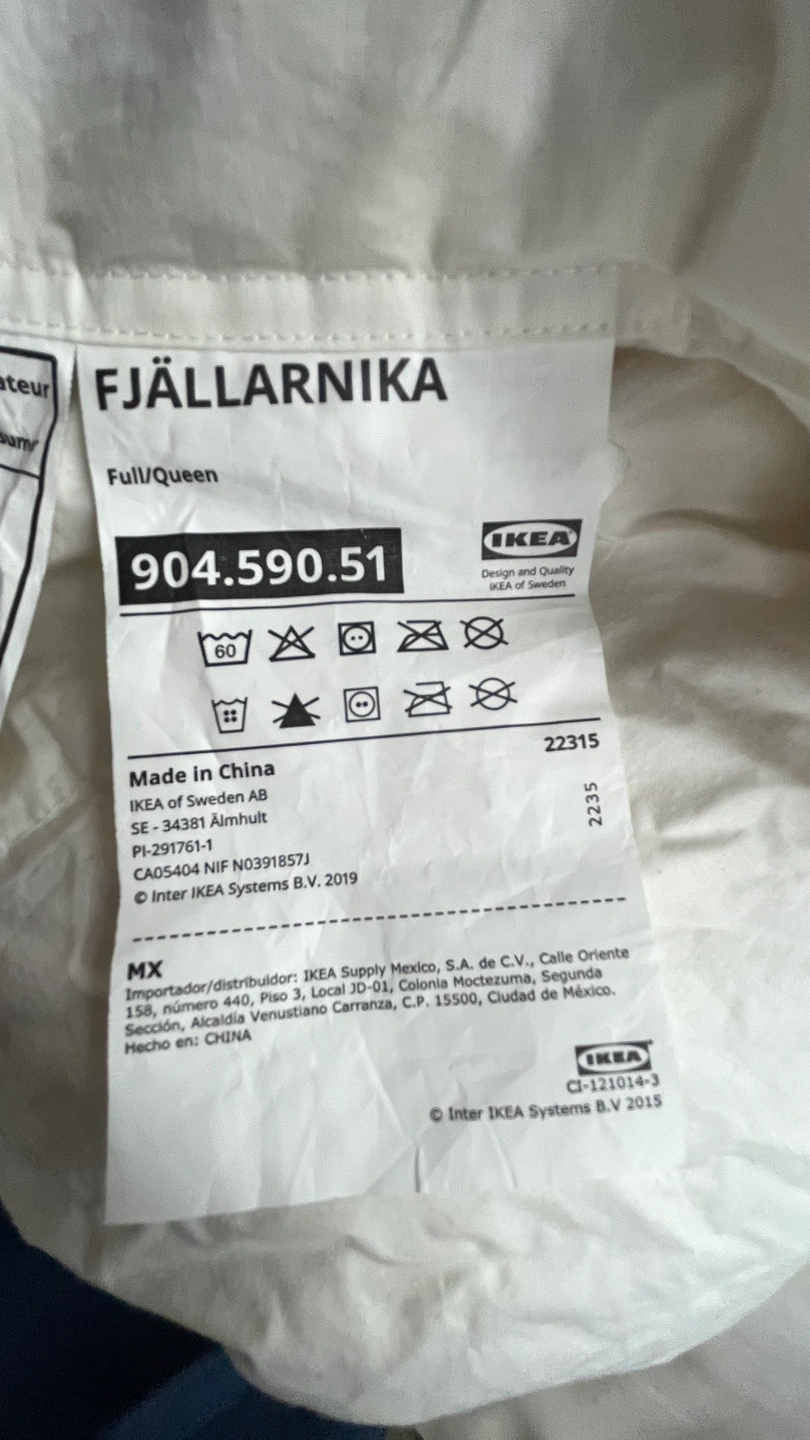 ateur
FJÄLLARNIKA
Full/Queen
904.590.51
IKEA
Design and Quality
IKEA of Sweden
60
22315
Made in China
IKEA of Sweden AB
SE - 34381 Älmhult
PI-291761-1
CA05404 NIF N0391857J
© Inter IKEA Systems B.V. 2019
2235
MX
Importador/distribuidor: IKEA Supply Mexico, S.A. de C.V., Calle Oriente
158, número 440, Piso 3, Local JD-01, Colonia Moctezuma, Segunda
Sección, Alcaldía Venustiano Carranza, C.P. 15500, Ciudad de México.
Hecho en: CHINA
IKEA
CI-121014-3
© Inter IKEA Systems B.V 2015